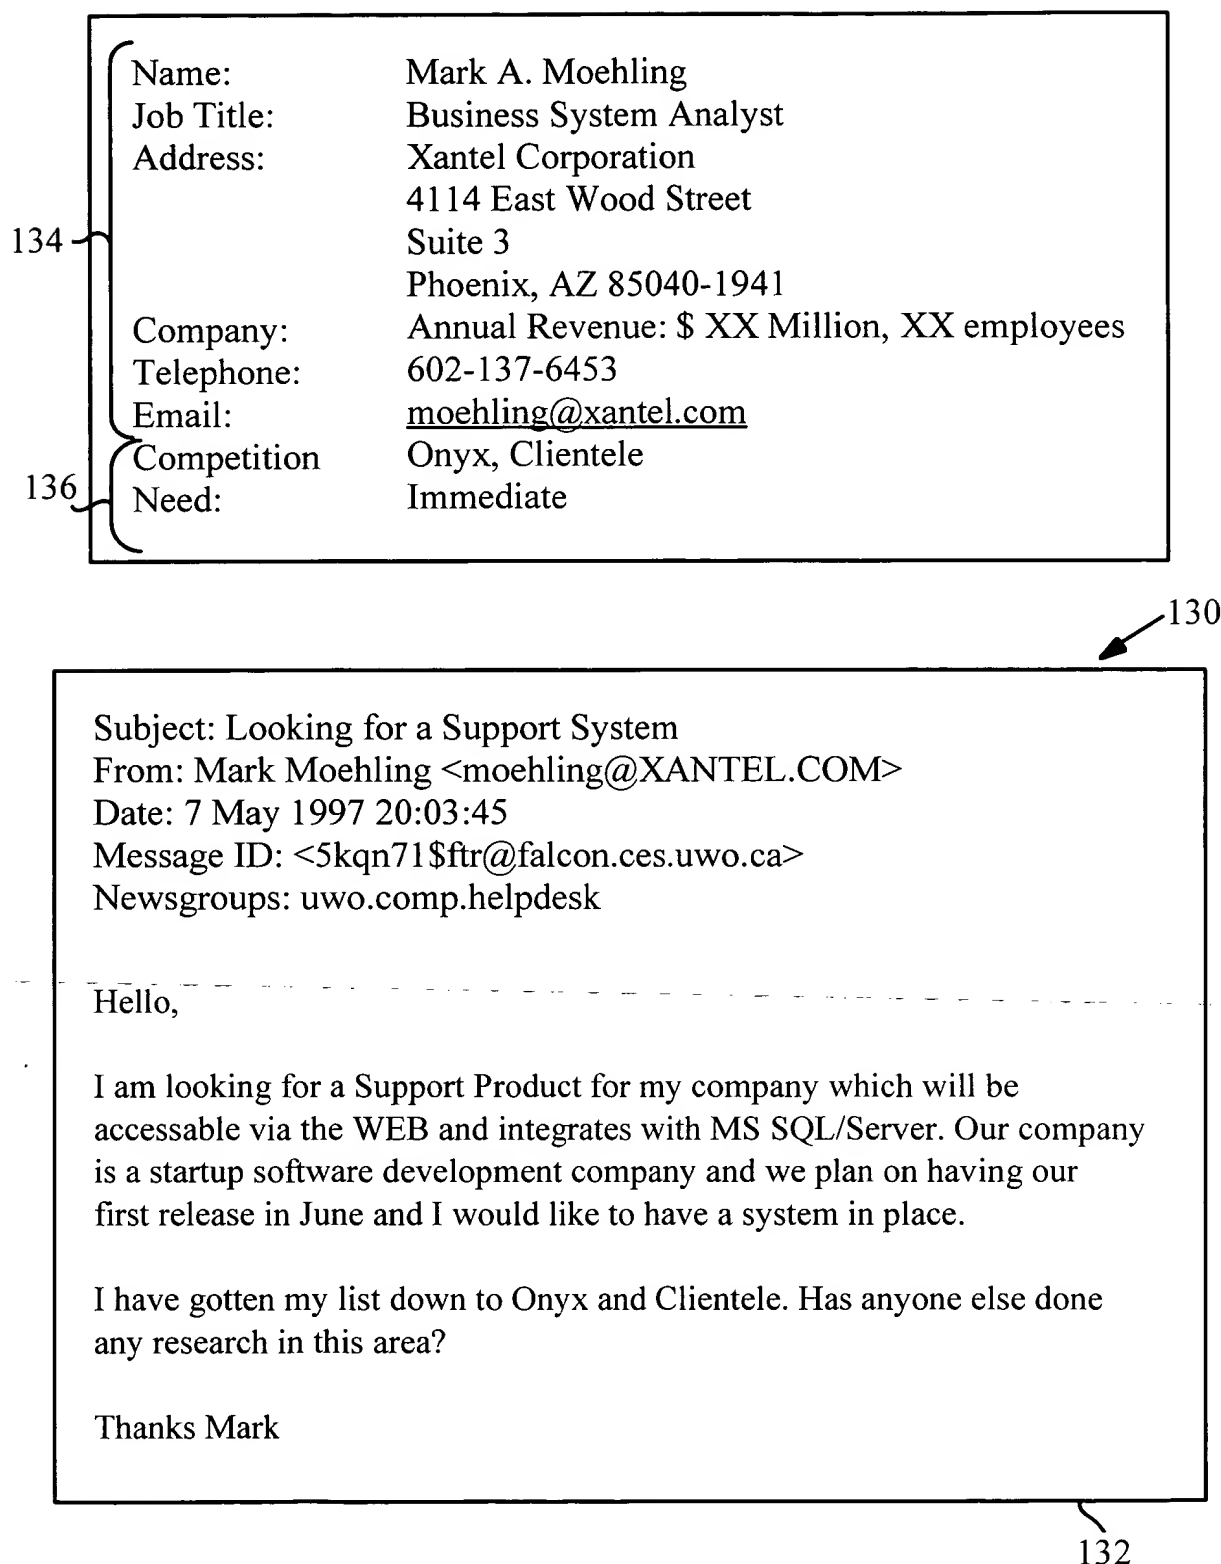 Name: Mark A. Moehling
Job Title: Business System Analyst
Address: Xantel Corporation
4114 East Wood Street
134
Suite 3
Phoenix, AZ 85040-1941
Company: Annual Revenue: $ XX Million, XX employees
Telephone: 602-137-6453
Email: moehling@xantel.com
Competition Onyx, Clientele
136
Need: Immediate
130
Subject: Looking for a Support System
From: Mark Moehling <moehling@XANTEL.COM>
Date: 7 May 1997 20:03:45
Message ID: <5kqn71$ftr@falcon.ces.uwo.ca>
Newsgroups: uwo.comp.helpdesk
Hello,
I am looking for a Support Product for my company which will be
accessable via the WEB and integrates with MS SQL/Server. Our company
is a startup software development company and we plan on having our
first release in June and I would like to have a system in place.
I have gotten my list down to Onyx and Clientele. Has anyone else done
any research in this area?
Thanks Mark
132